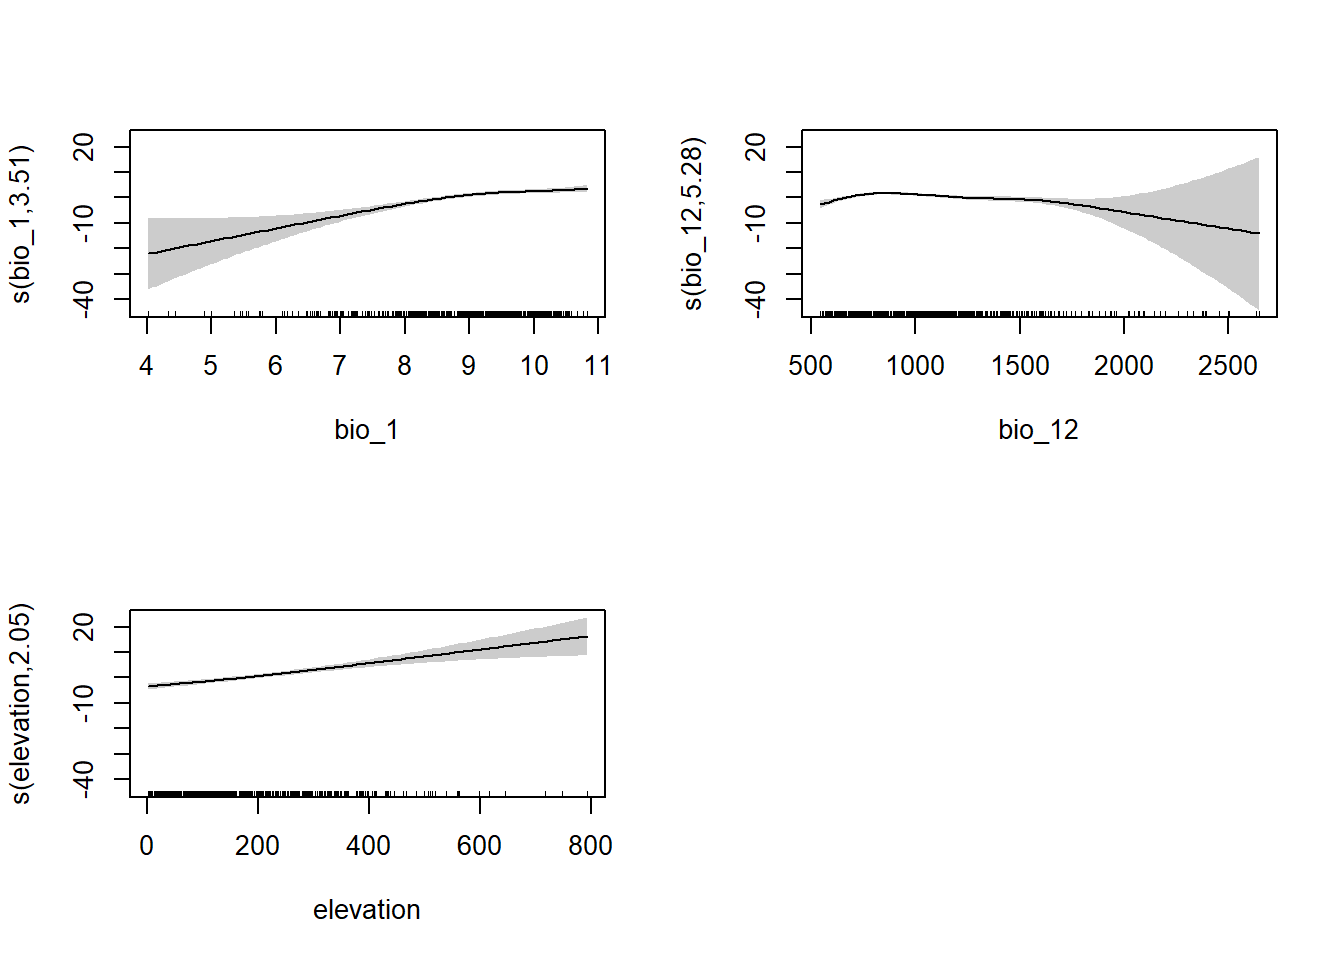 s(bio_1,3.51)
20
-10
-40
4 5 6 7 8 9 10 11
bio_1
s(bio_12,5.28)
20
-10
-40
500 1000 1500 2000 2500
bio_12
s(elevation,2.05)
20
-10
-40
0 200 400 600 800
elevation